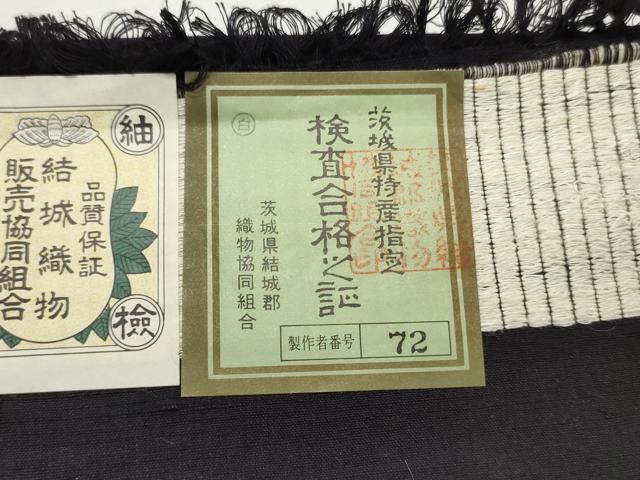 茨城県特産指定
検査合格之証
㊀白
茨城県結城郡
織物協同組合
製作者番号 72
紬
検
品質保証
結城織物
販売協同組合